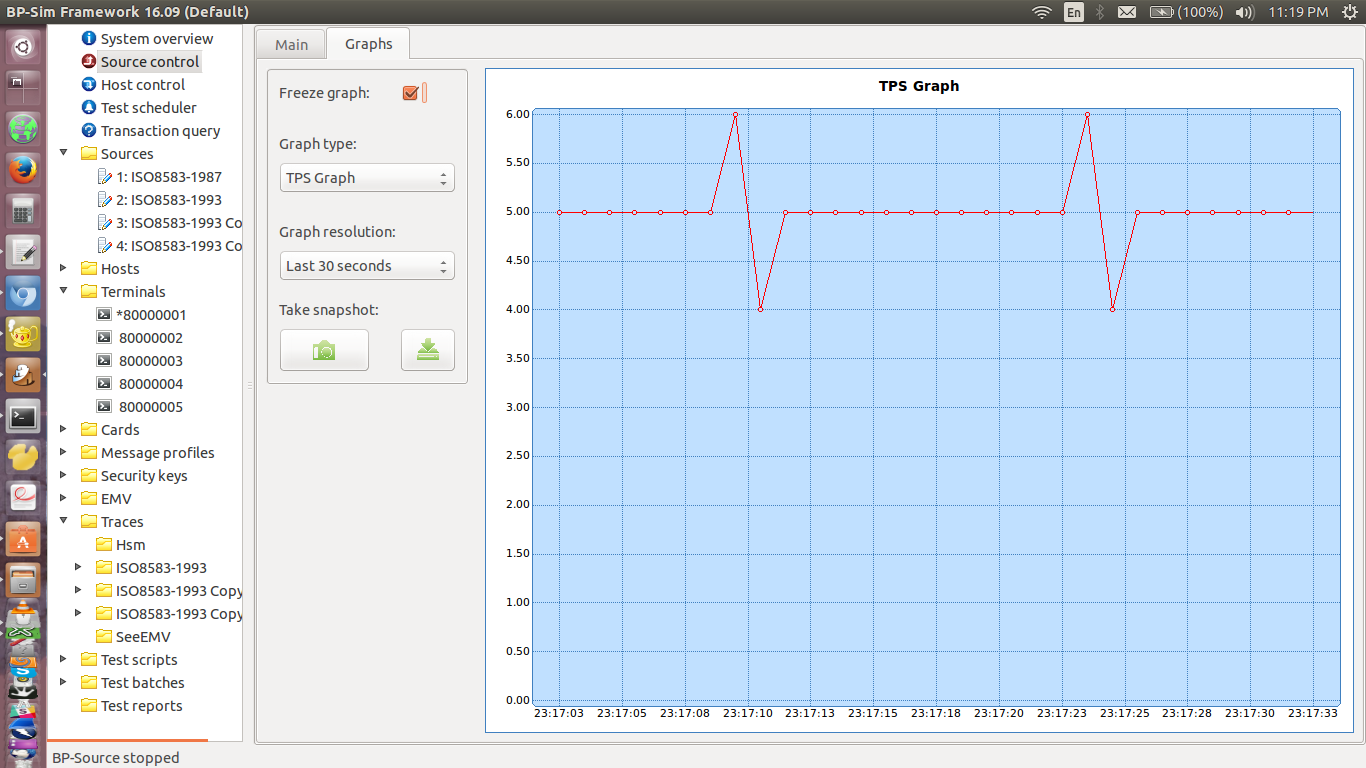 BP-Sim Framework 16.09 (Default)
En
(100%)
11:19 PM
System overview
Source control
Host control
Test scheduler
Transaction query
Sources
1: ISO8583-1987
2: ISO8583-1993
3: ISO8583-1993 Co
4: ISO8583-1993 Co
Hosts
Terminals
*80000001
80000002
80000003
80000004
80000005
Cards
Message profiles
Security keys
EMV
Traces
Hsm
ISO8583-1993
ISO8583-1993 Copy
ISO8583-1993 Copy
SeeEMV
Test scripts
Test batches
Test reports
Main
Graphs
Freeze graph:
Graph type:
TPS Graph
Graph resolution:
Last 30 seconds
Take snapshot:
TPS Graph
6.00
5.50
5.00
4.50
4.00
3.50
3.00
2.50
2.00
1.50
1.00
0.50
0.00
23:17:03 23:17:05 23:17:08 23:17:10 23:17:13 23:17:15 23:17:18 23:17:20 23:17:23 23:17:25 23:17:28 23:17:30 23:17:33
BP-Source stopped